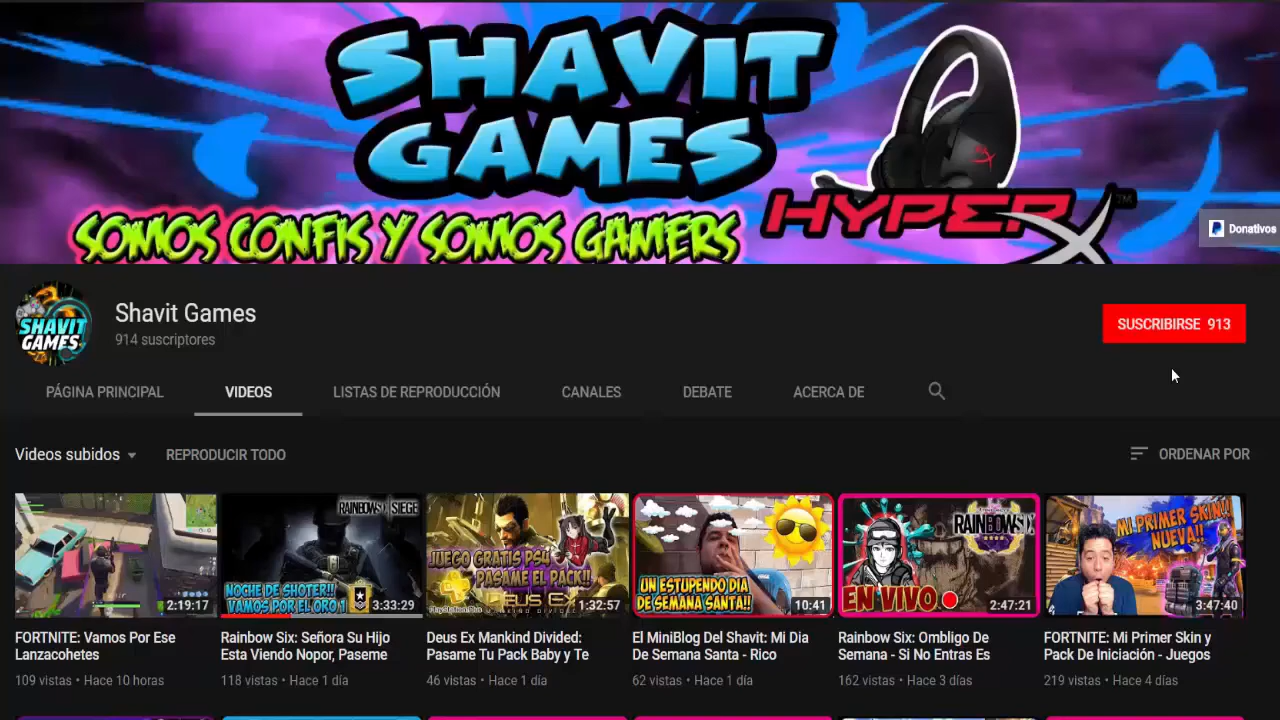 SHAVIT
GAMES
SOMOS CONFIS Y SOMOS GAMERS
HYPERX™
Donativos
SHAVIT
GAMES
Shavit Games
914 suscriptores
SUSCRIBIRSE 913
PÁGINA PRINCIPAL
VIDEOS
LISTAS DE REPRODUCCIÓN
CANALES
DEBATE
ACERCA DE
Videos subidos
REPRODUCIR TODO
ORDENAR POR
2:19:17
FORTNITE: Vamos Por Ese
Lanzacohetes
109 vistas • Hace 10 horas
RAINBOW SIX SIEGE
NOCHE DE SHOTER!!
VAMOS POR EL ORO 1
3:33:29
Rainbow Six: Señora Su Hijo
Esta Viendo Nopor, Paseme
118 vistas • Hace 1 día
JUEGO GRATIS PS4
PASAME EL PACK!!
DEUS EX
1:32:57
Deus Ex Mankind Divided:
Pasame Tu Pack Baby y Te
46 vistas • Hace 1 día
UN ESTUPENDO DIA
DE SEMANA SANTA!!
10:41
El MiniBlog Del Shavit: Mi Dia
De Semana Santa - Rico
62 vistas • Hace 1 día
RAINBOW SIX
EN VIVO
2:47:21
Rainbow Six: Ombligo De
Semana - Si No Entras Es
162 vistas • Hace 3 días
MI PRIMER SKIN!!
NUEVA!!
3:47:40
FORTNITE: Mi Primer Skin y
Pack De Iniciación - Juegos
219 vistas • Hace 4 días